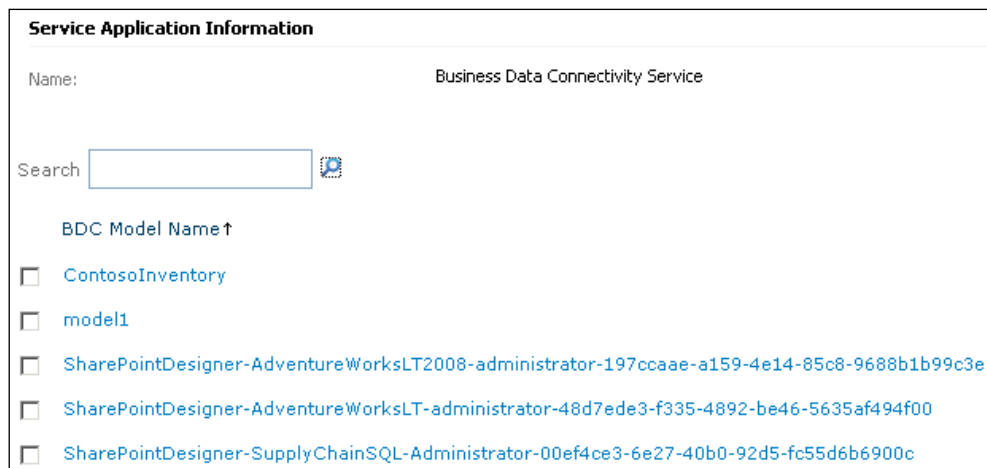 Service Application Information
Name: Business Data Connectivity Service
Search
BDC Model Name↑
ContosoInventory
model1
SharePointDesigner-AdventureWorksLT2008-administrator-197ccaae-a159-4e14-85c8-9688b1b99c3e
SharePointDesigner-AdventureWorksLT-administrator-48d7ede3-f335-4892-be46-5635af494f00
SharePointDesigner-SupplyChainSQL-Administrator-00ef4ce3-6e27-40b0-92d5-fc55d6b6900c